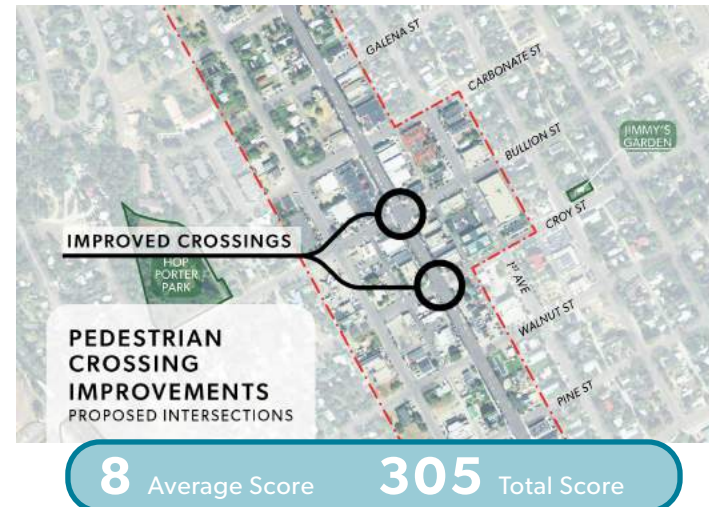 GALENA ST
CARBONATE ST
BULLION ST
JIMMY'S
GARDEN
CROY ST
IMPROVED CROSSINGS
HOP
PORTER
PARK
1ST AVE
WALNUT ST
PEDESTRIAN
CROSSING
IMPROVEMENTS
PROPOSED INTERSECTIONS
PINE ST
8 Average Score 305 Total Score